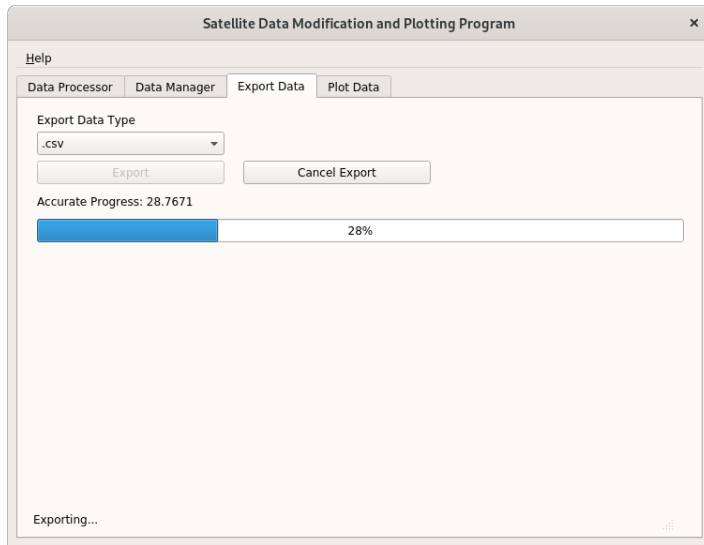 Satellite Data Modification and Plotting Program ×
Help
Data Processor Data Manager Export Data Plot Data
Export Data Type
.csv
Export Cancel Export
Accurate Progress: 28.7671
28%
Exporting...